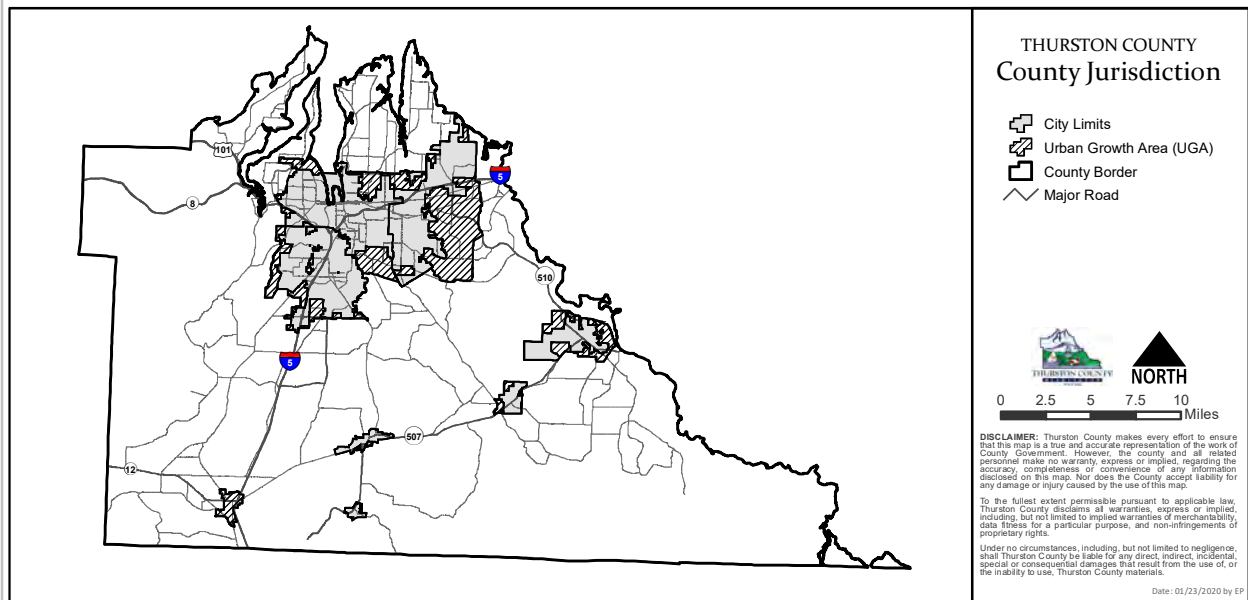 THURSTON COUNTY
County Jurisdiction
City Limits
Urban Growth Area (UGA)
County Border
Major Road
101
8
5
510
5
507
12
THURSTON COUNTY
NORTH
0 2.5 5 7.5 10
Miles
DISCLAIMER: Thurston County makes every effort to ensure
that this map is a true and accurate representation of the work of
County Government. However, the county and all related
personnel make no warranty, express or implied, regarding the
accuracy, completeness or convenience of any information
disclosed on this map. Nor does the County accept liability for
any damage or injury caused by the use of this map.
To the fullest extent permissible pursuant to applicable law,
Thurston County disclaims all warranties, express or implied,
including, but not limited to implied warranties of merchantability,
data fitness for a particular purpose, and non-infringements of
proprietary rights.
Under no circumstances, including, but not limited to negligence,
shall Thurston County be liable for any direct, indirect, incidental,
special or consequential damages that result from the use of, or
the inability to use, Thurston County materials.
Date: 01/23/2020 by EP